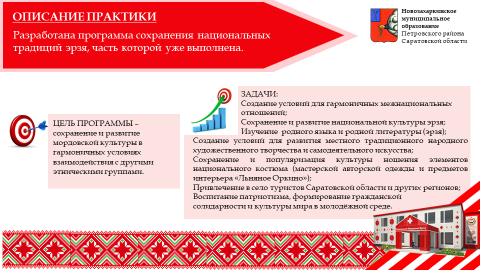 ОПИСАНИЕ ПРАКТИКИ
Разработана программа сохранения национальных
традиций эрзя, часть которой уже выполнена.
Новозахаркинское
муниципальное
образование
Петровского района
Саратовской области
ЦЕЛЬ ПРОГРАММЫ –
сохранение и развитие
мордовской культуры в
гармоничных условиях
взаимодействия с другими
этническими группами.
ЗАДАЧИ:
Создание условий для гармоничных межнациональных
отношений;
Сохранение и развитие национальной культуры эрзя;
Изучение родного языка и родной литературы (эрзя);
Создание условий для развития местного традиционного народного
художественного творчества и самодеятельного искусства;
Сохранение и популяризация культуры ношения элементов
национального костюма (мастерской авторской одежды и предметов
интерьера «Льняное Оркино»);
Привлечение в село туристов Саратовской области и других регионов;
Воспитание патриотизма, формирование гражданской
солидарности и культуры мира в молодёжной среде.